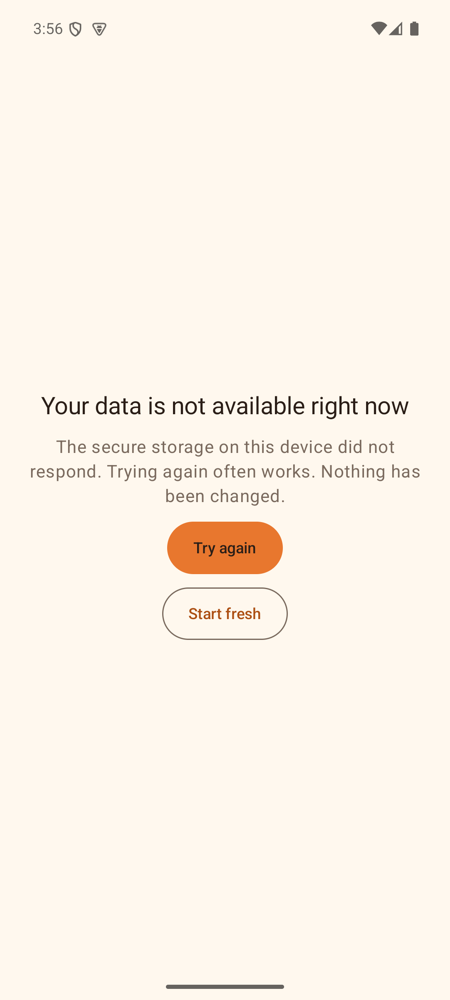 3:56
Your data is not available right now
The secure storage on this device did not
respond. Trying again often works. Nothing has
been changed.
Try again
Start fresh